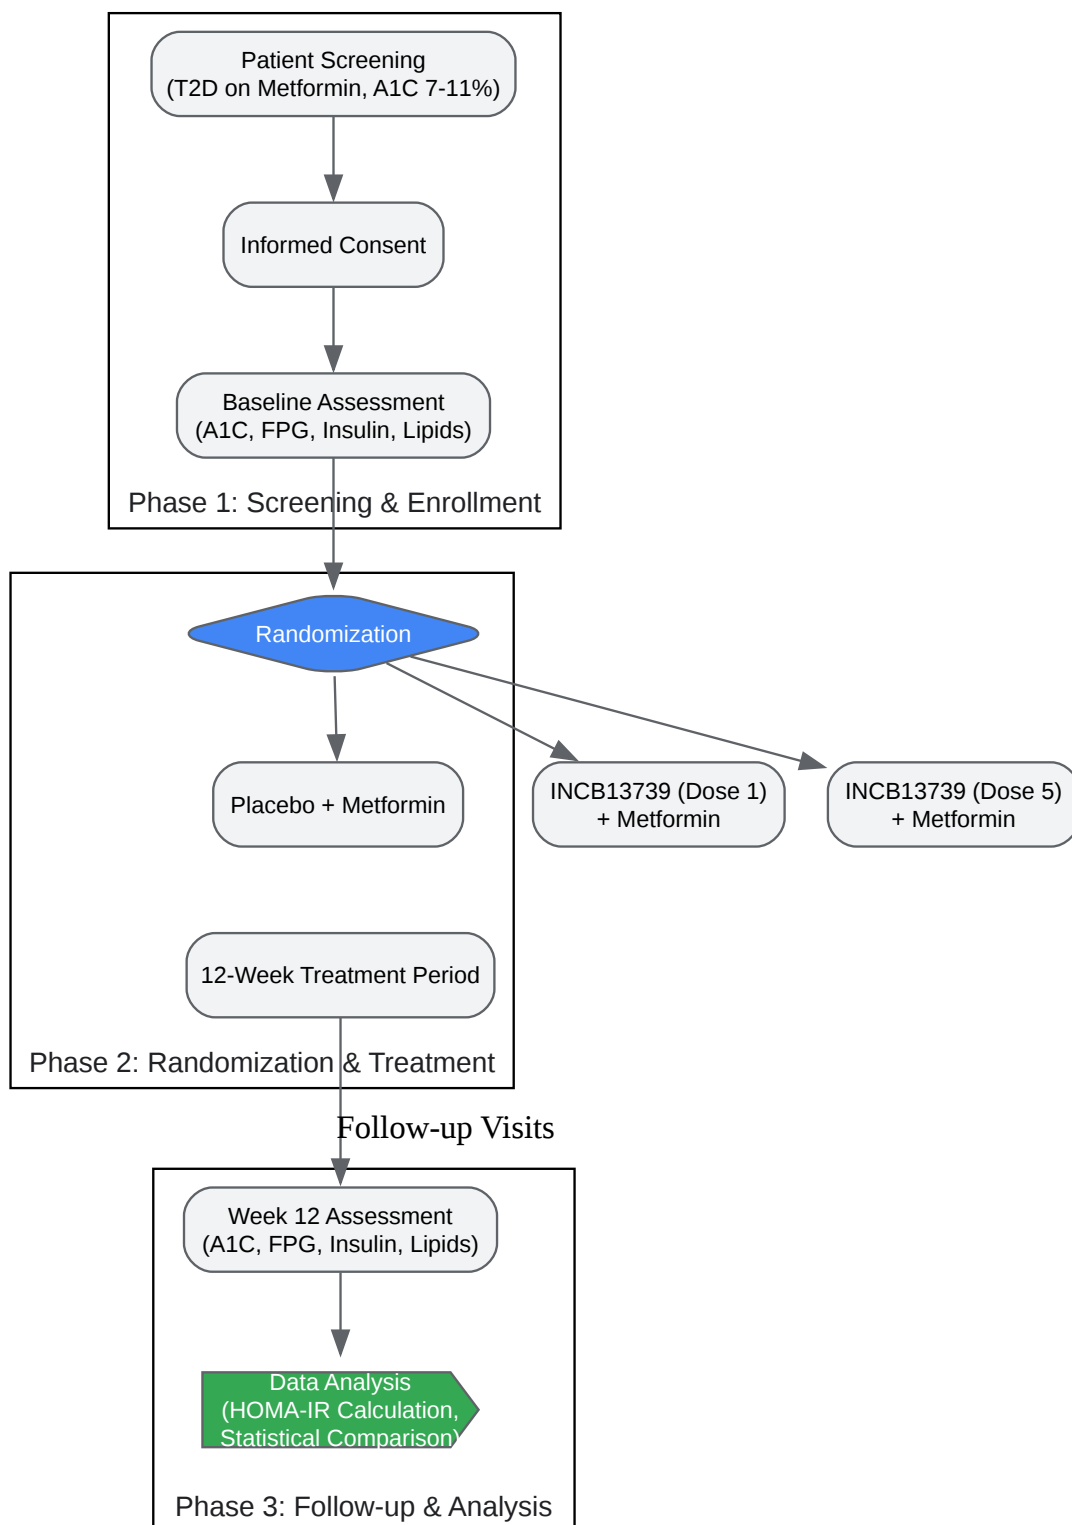 Patient Screening
(T2D on Metformin, A1C 7-11%)
Informed Consent
Baseline Assessment
(A1C, FPG, Insulin, Lipids)
Phase 1: Screening & Enrollment
Randomization
Placebo + Metformin
INCB13739 (Dose 1)
+ Metformin
INCB13739 (Dose 5)
+ Metformin
12-Week Treatment Period
Phase 2: Randomization & Treatment
Follow-up Visits
Week 12 Assessment
(A1C, FPG, Insulin, Lipids)
Data Analysis
(HOMA-IR Calculation,
Statistical Comparison)
Phase 3: Follow-up & Analysis